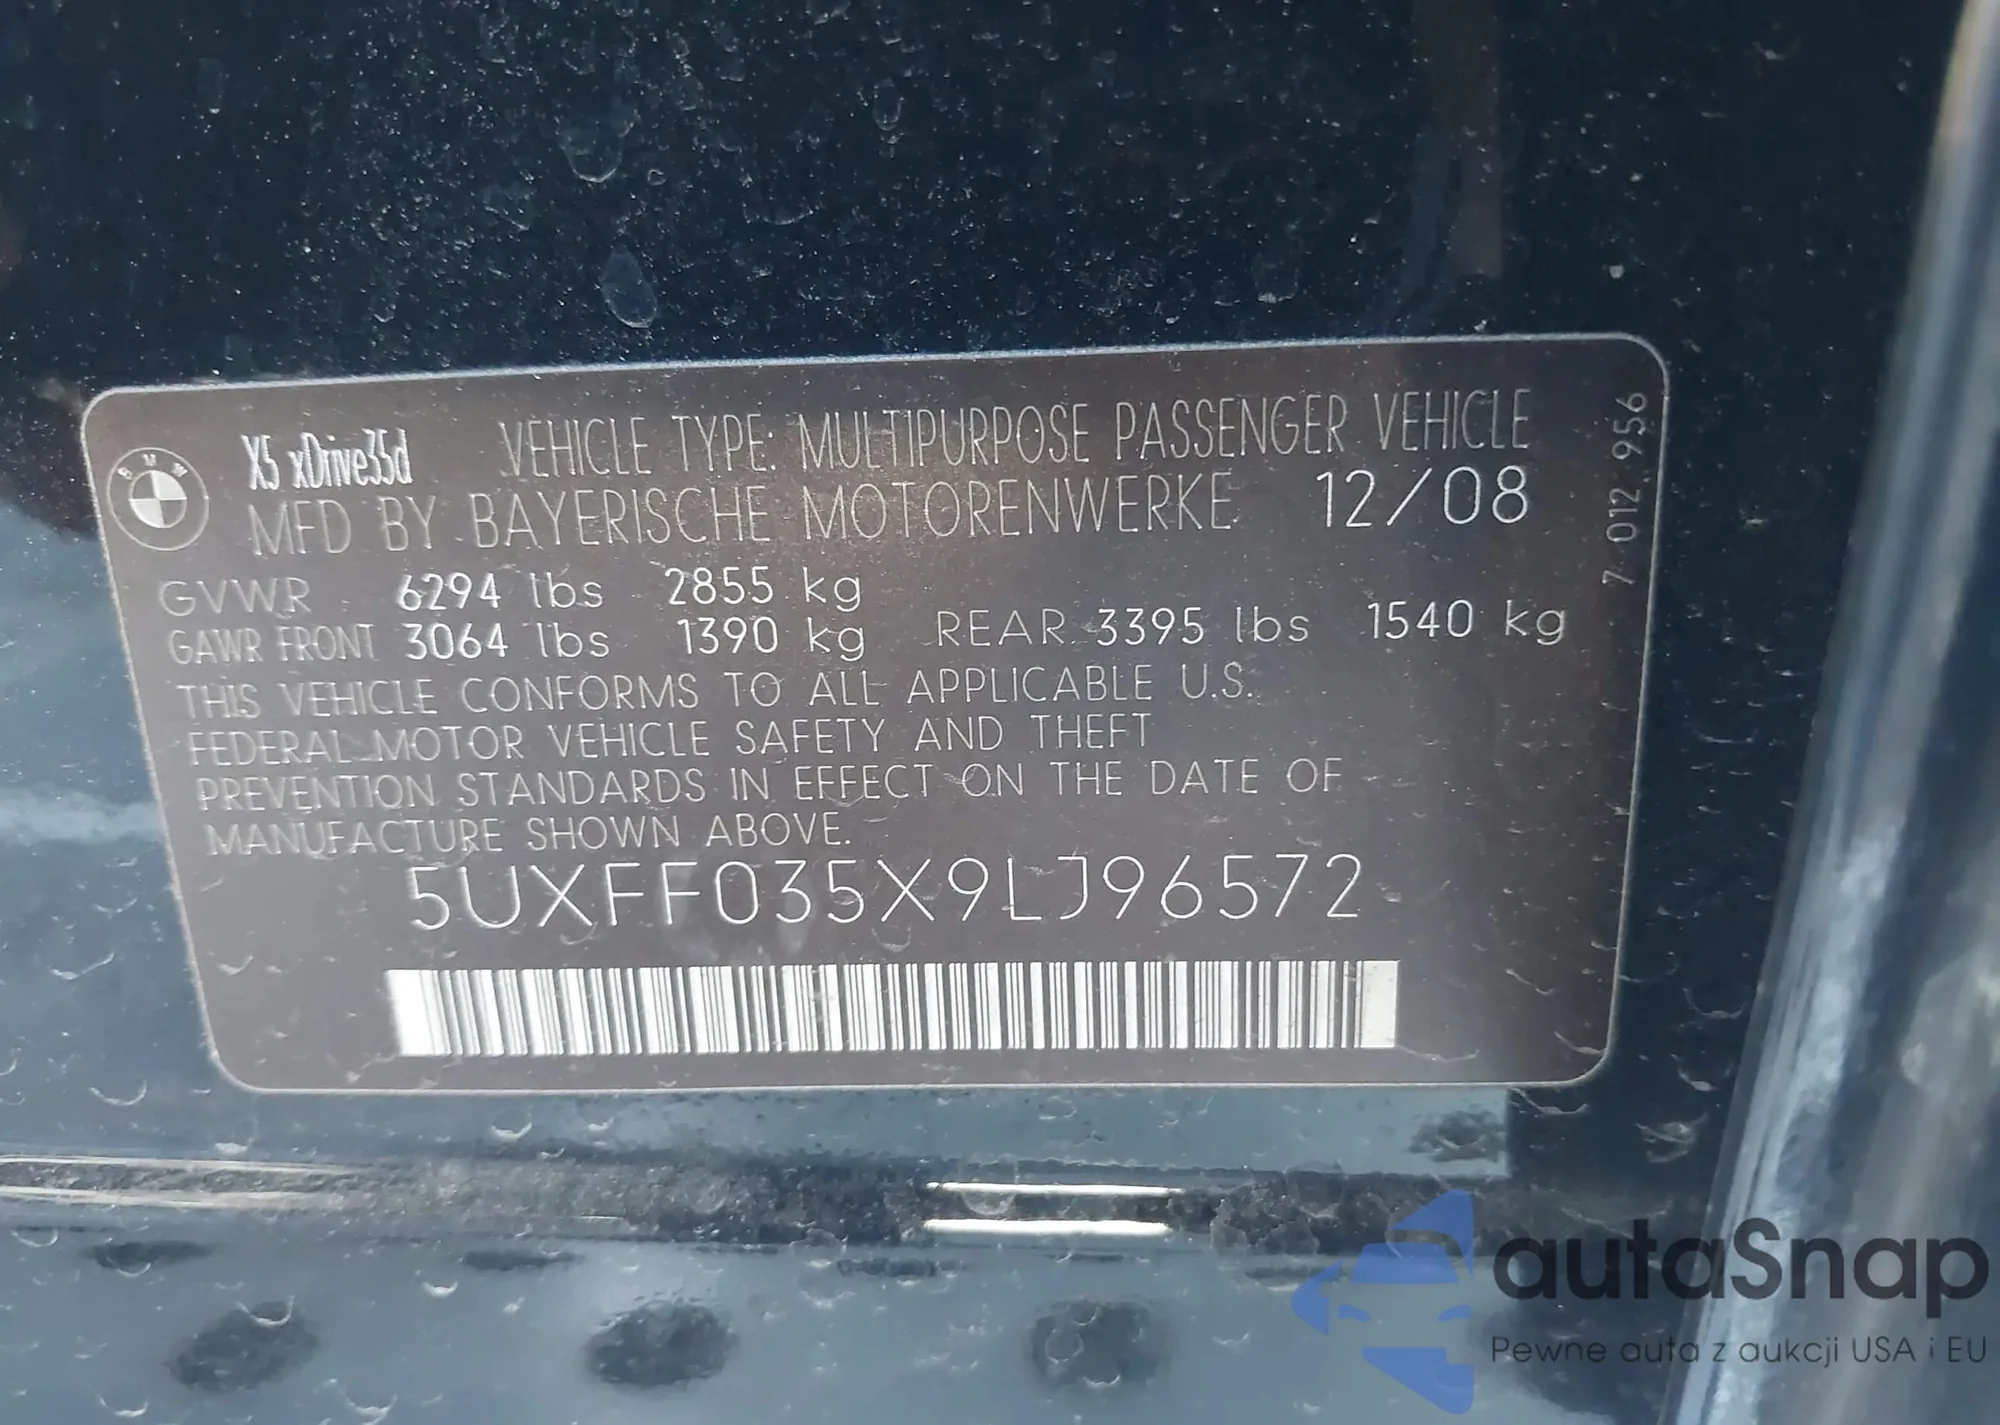 BMW
X5 xDrive35d VEHICLE TYPE: MULTIPURPOSE PASSENGER VEHICLE
MFD BY BAYERISCHE MOTORENWERKE 12/08
GVWR 6294 lbs 2855 kg
GAWR FRONT 3064 lbs 1390 kg REAR 3395 lbs 1540 kg
THIS VEHICLE CONFORMS TO ALL APPLICABLE U.S.
FEDERAL MOTOR VEHICLE SAFETY AND THEFT
PREVENTION STANDARDS IN EFFECT ON THE DATE OF
MANUFACTURE SHOWN ABOVE.
5UXFF035X9LJ96572
7 012.956
autaSnap
Pewne auta z aukcji USA i EU